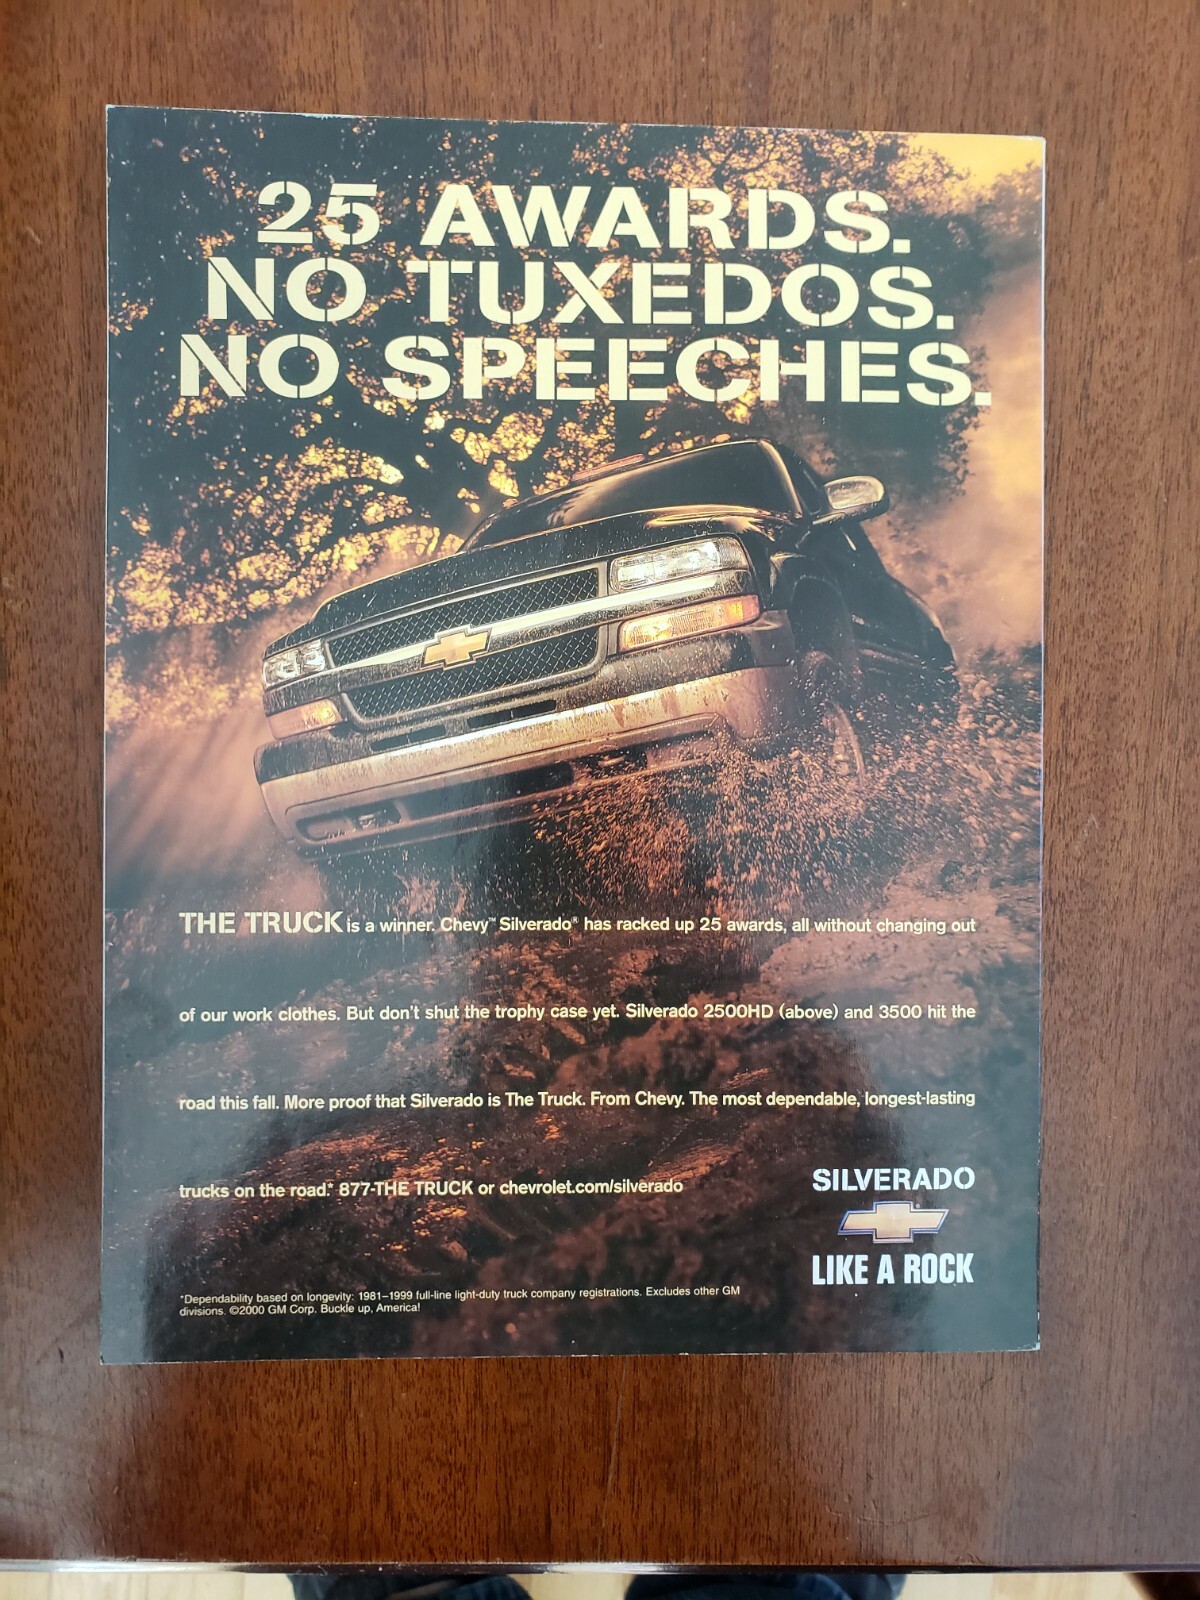 25 AWARDS.
NO TUXEDOS.
NO SPEECHES.
THE TRUCK is a winner. Chevy™ Silverado® has racked up 25 awards, all without changing out
of our work clothes. But don't shut the trophy case yet. Silverado 2500HD (above) and 3500 hit the
road this fall. More proof that Silverado is The Truck. From Chevy. The most dependable, longest-lasting
trucks on the road.* 877-THE TRUCK or chevrolet.com/silverado
SILVERADO
LIKE A ROCK
*Dependability based on longevity: 1981–1999 full-line light-duty truck company registrations. Excludes other GM
divisions. ©2000 GM Corp. Buckle up, America!